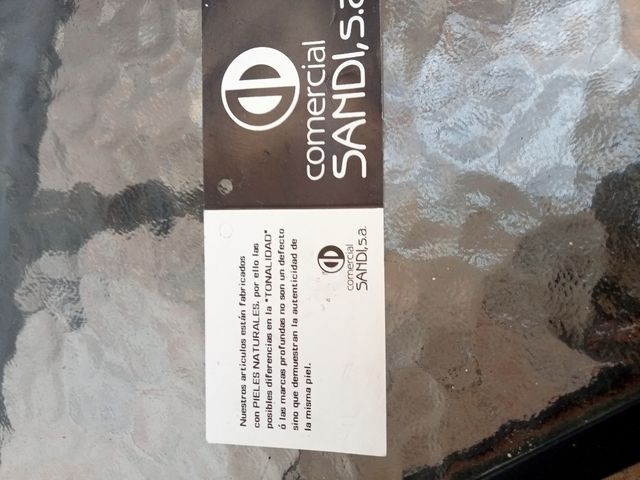 comercial
SANDI, s.a.
Nuestros articulos están fabricados
con PIELES NATURALES, por ello las
posibles diferencias en la "TONALIDAD"
ó las marcas profundas no son un defecto
sino que demuestran la autenticidad de
la misma piel.
comercial
SANDI, s.a.